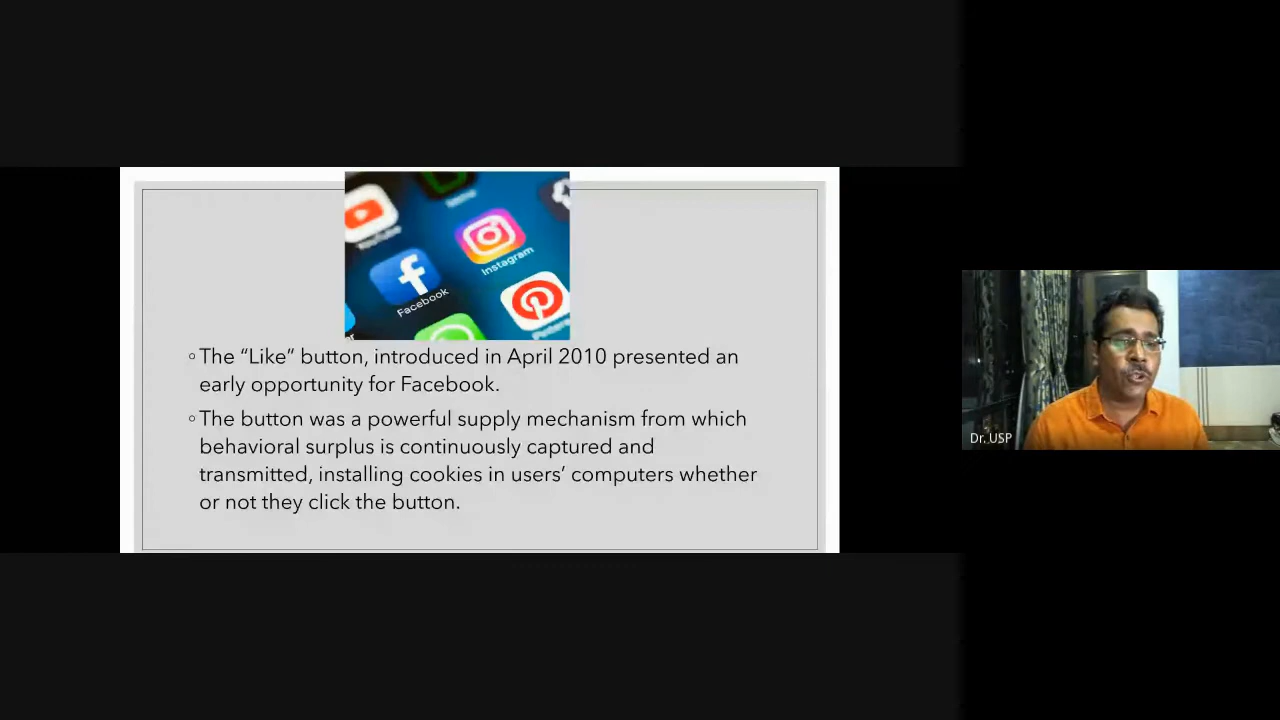 YouTube
Instagram
Facebook
◦The “Like” button, introduced in April 2010 presented an
early opportunity for Facebook.
◦The button was a powerful supply mechanism from which
behavioral surplus is continuously captured and
transmitted, installing cookies in users’ computers whether
or not they click the button.
Dr. USP